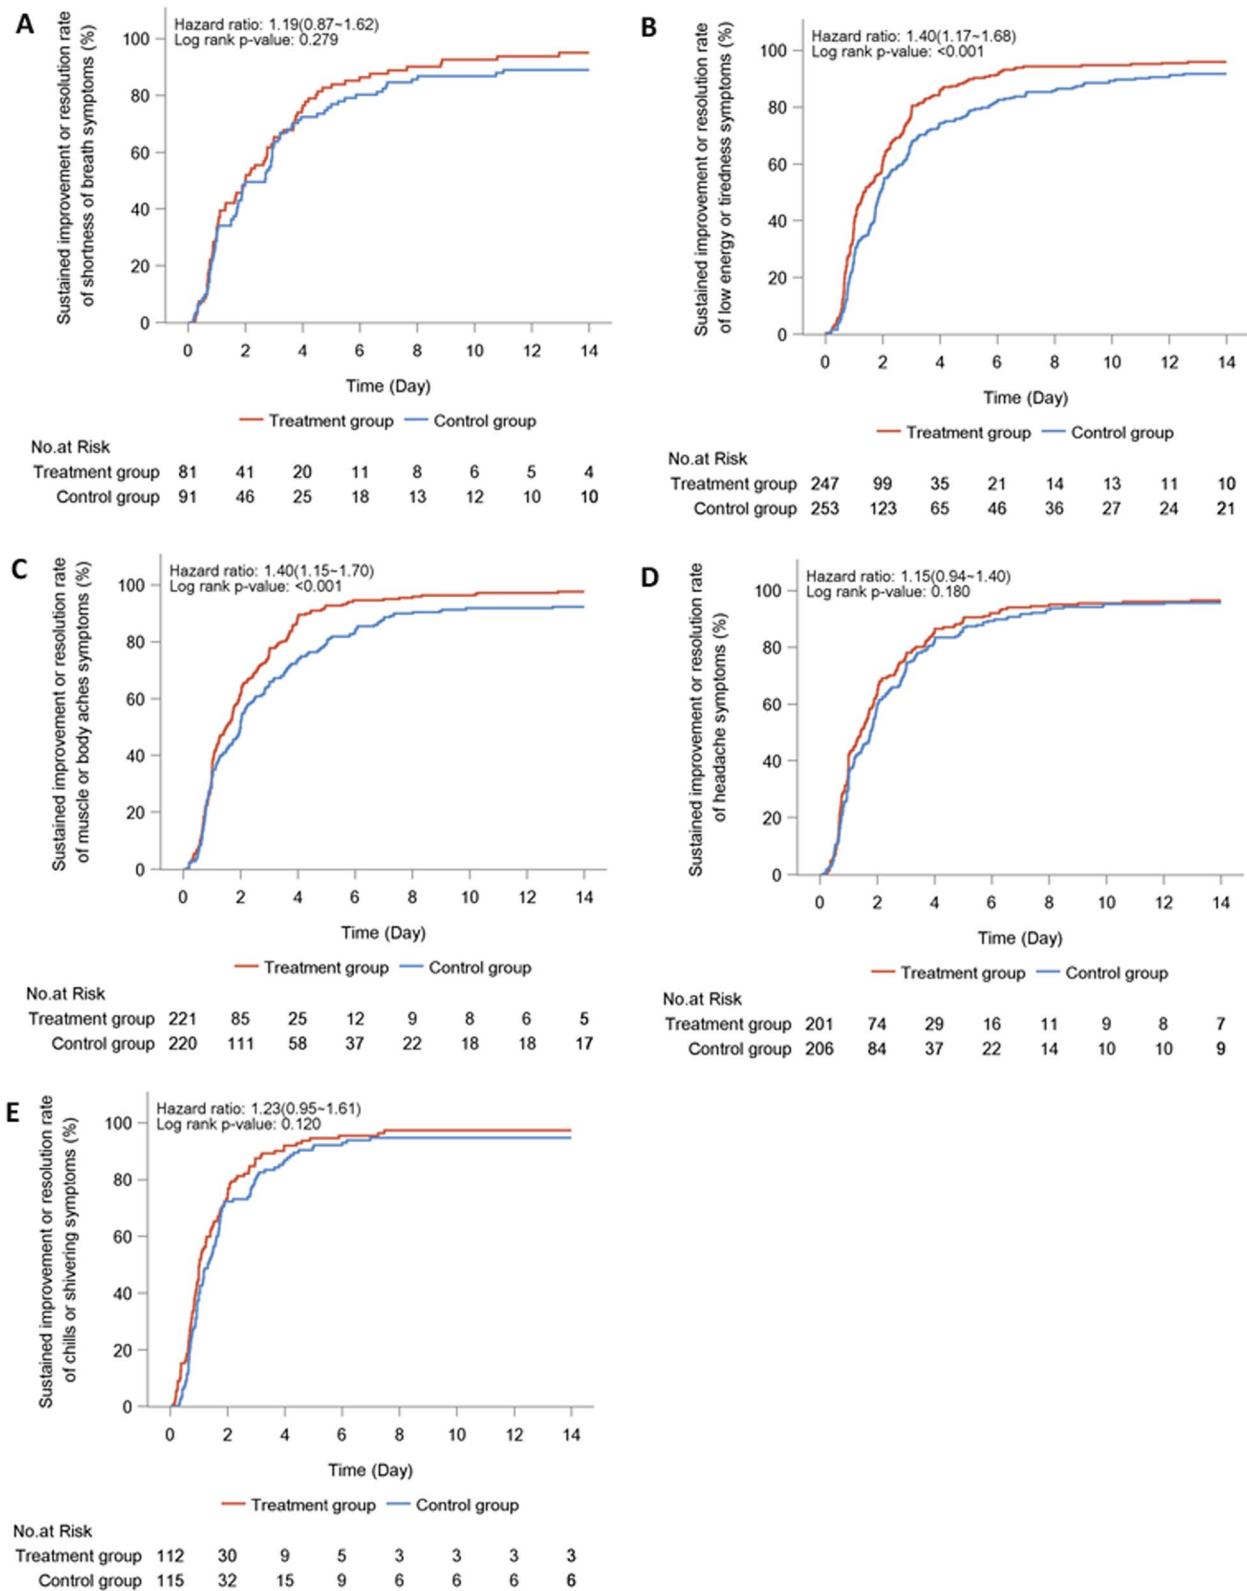 A
Hazard ratio: 1.19(0.87~1.62)
Log rank p-value: 0.279
Sustained improvement or resolution rate
of shortness of breath symptoms (%)
100
80
60
40
20
0
0 2 4 6 8 10 12 14
Time (Day)
Treatment group Control group
No.at Risk
Treatment group 81 41 20 11 8 6 5 4
Control group 91 46 25 18 13 12 10 10
B
Hazard ratio: 1.40(1.17~1.68)
Log rank p-value: <0.001
Sustained improvement or resolution rate
of low energy or tiredness symptoms (%)
100
80
60
40
20
0
0 2 4 6 8 10 12 14
Time (Day)
Treatment group Control group
No.at Risk
Treatment group 247 99 35 21 14 13 11 10
Control group 253 123 65 46 36 27 24 21
C
Hazard ratio: 1.40(1.15~1.70)
Log rank p-value: <0.001
Sustained improvement or resolution rate
of muscle or body aches symptoms (%)
100
80
60
40
20
0
0 2 4 6 8 10 12 14
Time (Day)
Treatment group Control group
No.at Risk
Treatment group 221 85 25 12 9 8 6 5
Control group 220 111 58 37 22 18 18 17
D
Hazard ratio: 1.15(0.94~1.40)
Log rank p-value: 0.180
Sustained improvement or resolution rate
of headache symptoms (%)
100
80
60
40
20
0
0 2 4 6 8 10 12 14
Time (Day)
Treatment group Control group
No.at Risk
Treatment group 201 74 29 16 11 9 8 7
Control group 206 84 37 22 14 10 10 9
E
Hazard ratio: 1.23(0.95~1.61)
Log rank p-value: 0.120
Sustained improvement or resolution rate
of chills or shivering symptoms (%)
100
80
60
40
20
0
0 2 4 6 8 10 12 14
Time (Day)
Treatment group Control group
No.at Risk
Treatment group 112 30 9 5 3 3 3 3
Control group 115 32 15 9 6 6 6 6